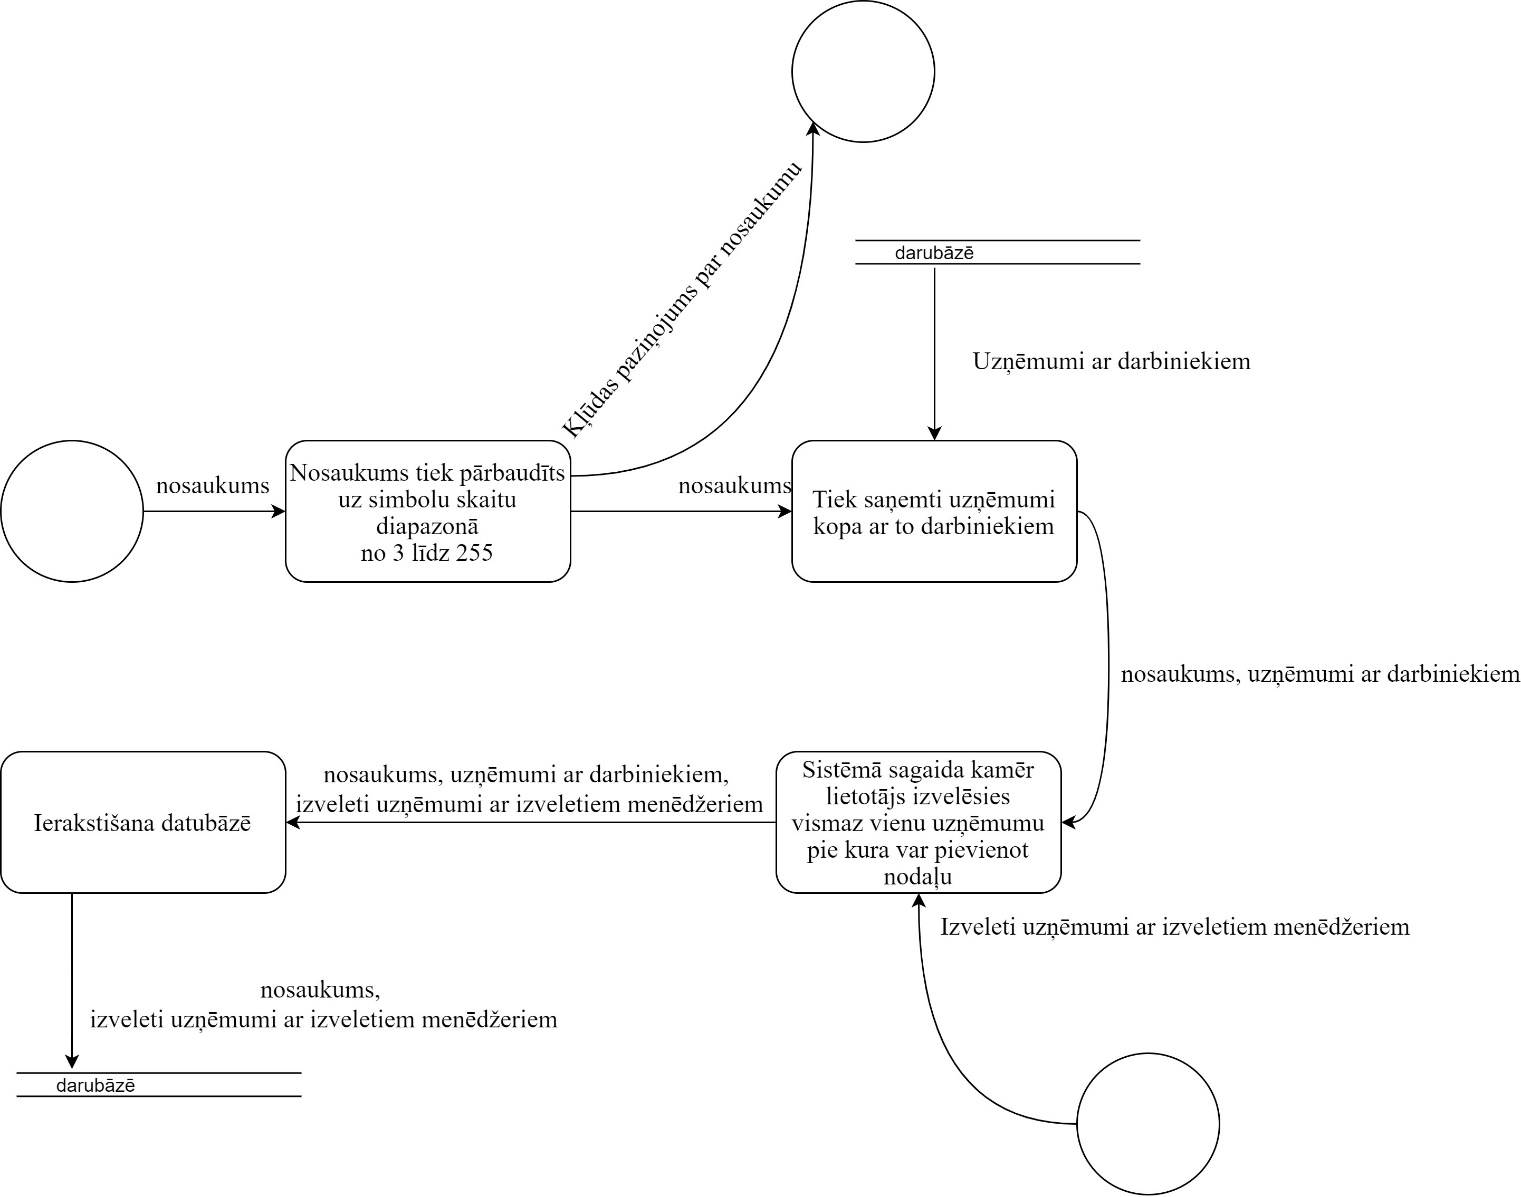 Kļūdas paziņojums par nosaukumu
darubāzē
Uzņēmumi ar darbiniekiem
nosaukums
Nosaukums tiek pārbaudīts
uz simbolu skaitu
diapazonā
no 3 līdz 255
nosaukums
Tiek saņemti uzņēmumi
kopa ar to darbiniekiem
nosaukums, uzņēmumi ar darbiniekiem
Sistēmā sagaida kamēr
lietotājs izvelēsies
vismaz vienu uzņēmumu
pie kura var pievienot
nodaļu
nosaukums, uzņēmumi ar darbiniekiem,
izveleti uzņēmumi ar izveletiem menēdžeriem
Ierakstišana datubāzē
Izveleti uzņēmumi ar izveletiem menēdžeriem
nosaukums,
izveleti uzņēmumi ar izveletiem menēdžeriem
darubāzē